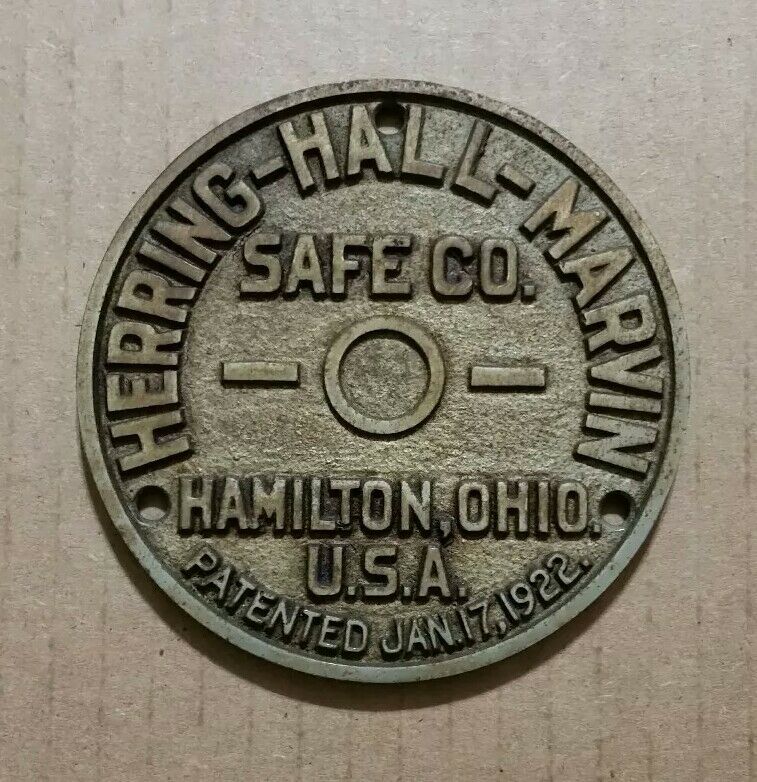 HERRING-HALL-MARVIN
SAFE CO.
HAMILTON, OHIO.
U.S.A.
PATENTED JAN. 17, 1922.